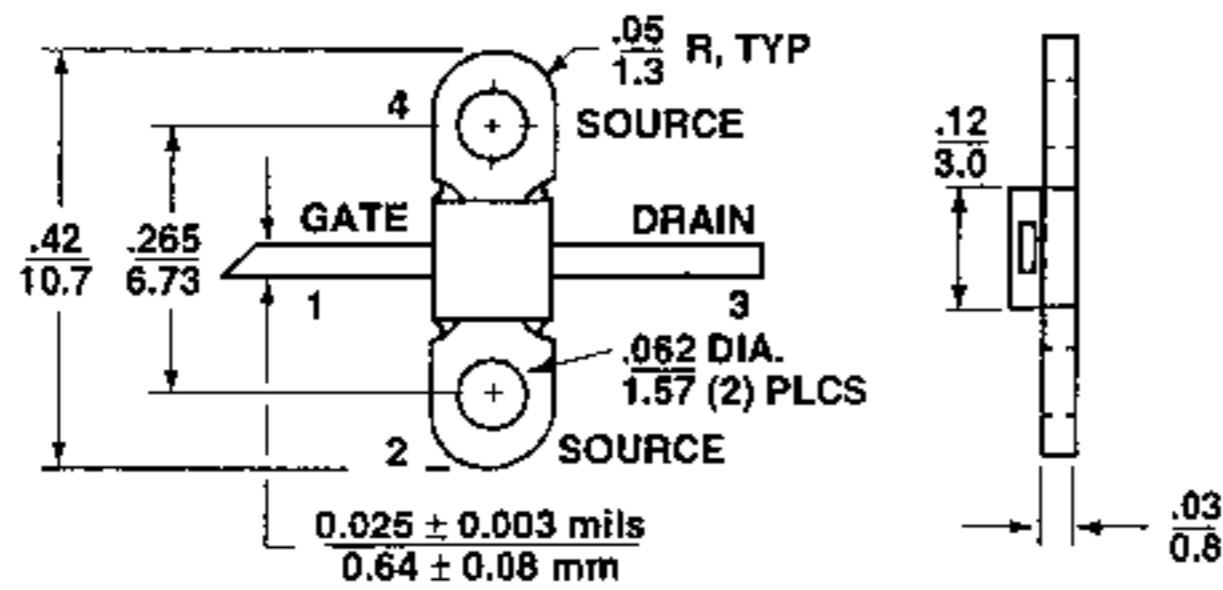 .05
1.3 R, TYP
4
SOURCE
.12
3.0
GATE
DRAIN
.42
10.7
.265
6.73
1
3
.062 DIA.
1.57 (2) PLCS
2
SOURCE
0.025 ± 0.003 mils
0.64 ± 0.08 mm
.03
0.8